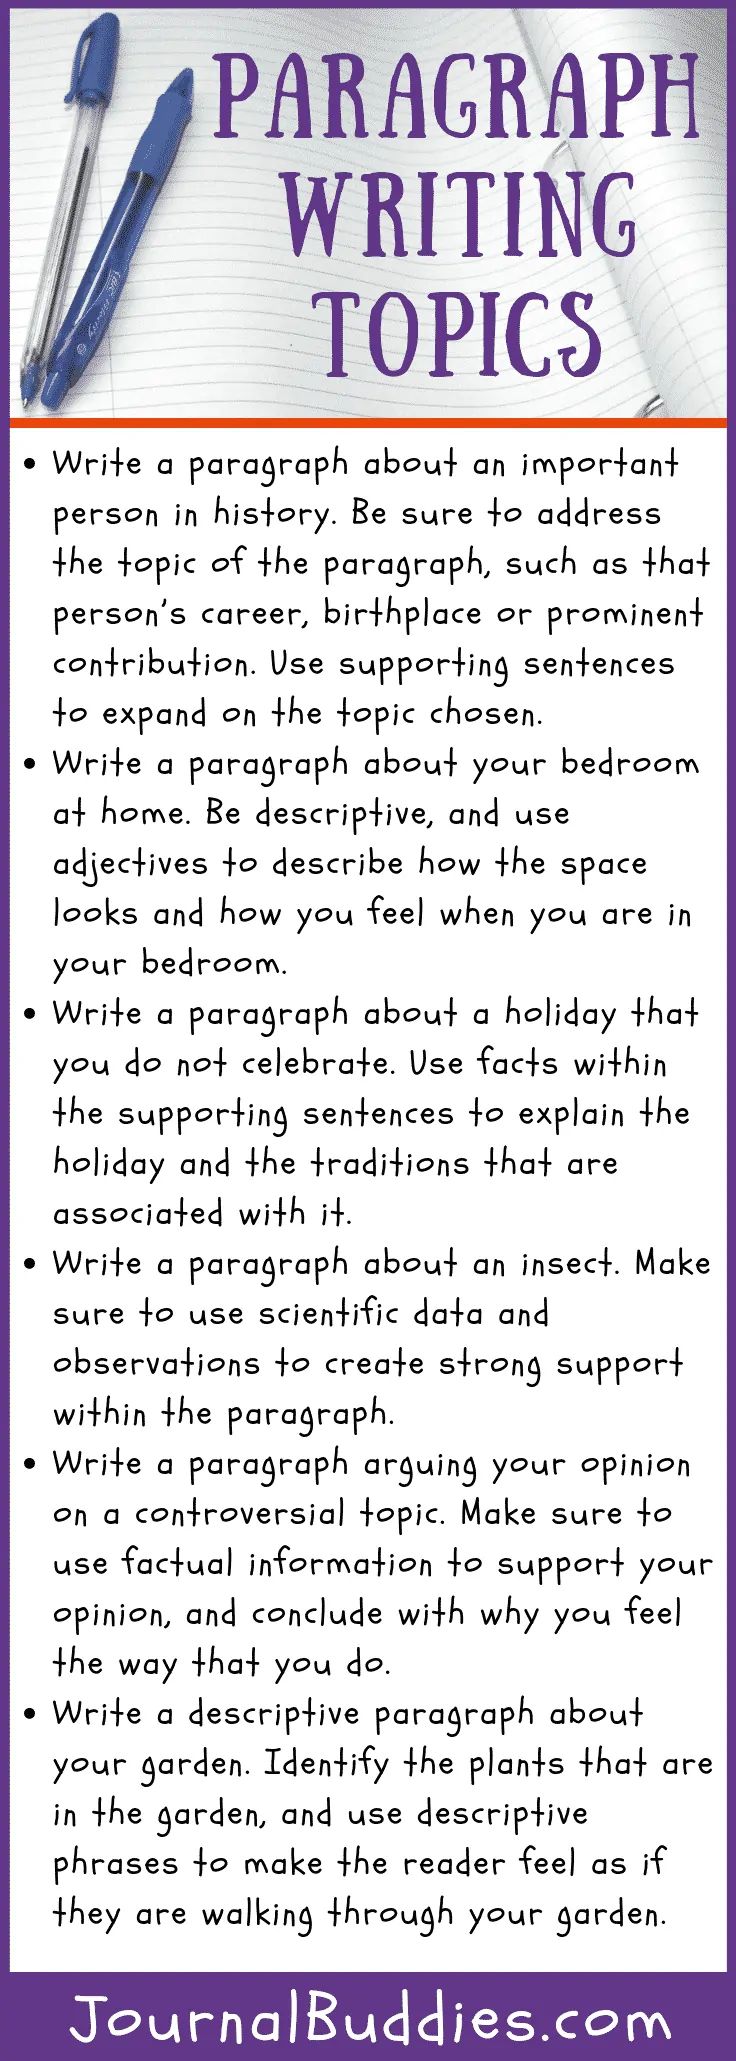 PARAGRAPH
WRITING
TOPICS
• Write a paragraph about an important
person in history. Be sure to address
the topic of the paragraph, such as that
person's career, birthplace or prominent
contribution. Use supporting sentences
to expand on the topic chosen.
• Write a paragraph about your bedroom
at home. Be descriptive, and use
adjectives to describe how the space
looks and how you feel when you are in
your bedroom.
• Write a paragraph about a holiday that
you do not celebrate. Use facts within
the supporting sentences to explain the
holiday and the traditions that are
associated with it.
• Write a paragraph about an insect. Make
sure to use scientific data and
observations to create strong support
within the paragraph.
• Write a paragraph arguing your opinion
on a controversial topic. Make sure to
use factual information to support your
opinion, and conclude with why you feel
the way that you do.
• Write a descriptive paragraph about
your garden. Identify the plants that are
in the garden, and use descriptive
phrases to make the reader feel as if
they are walking through your garden.
JournalBuddies.com